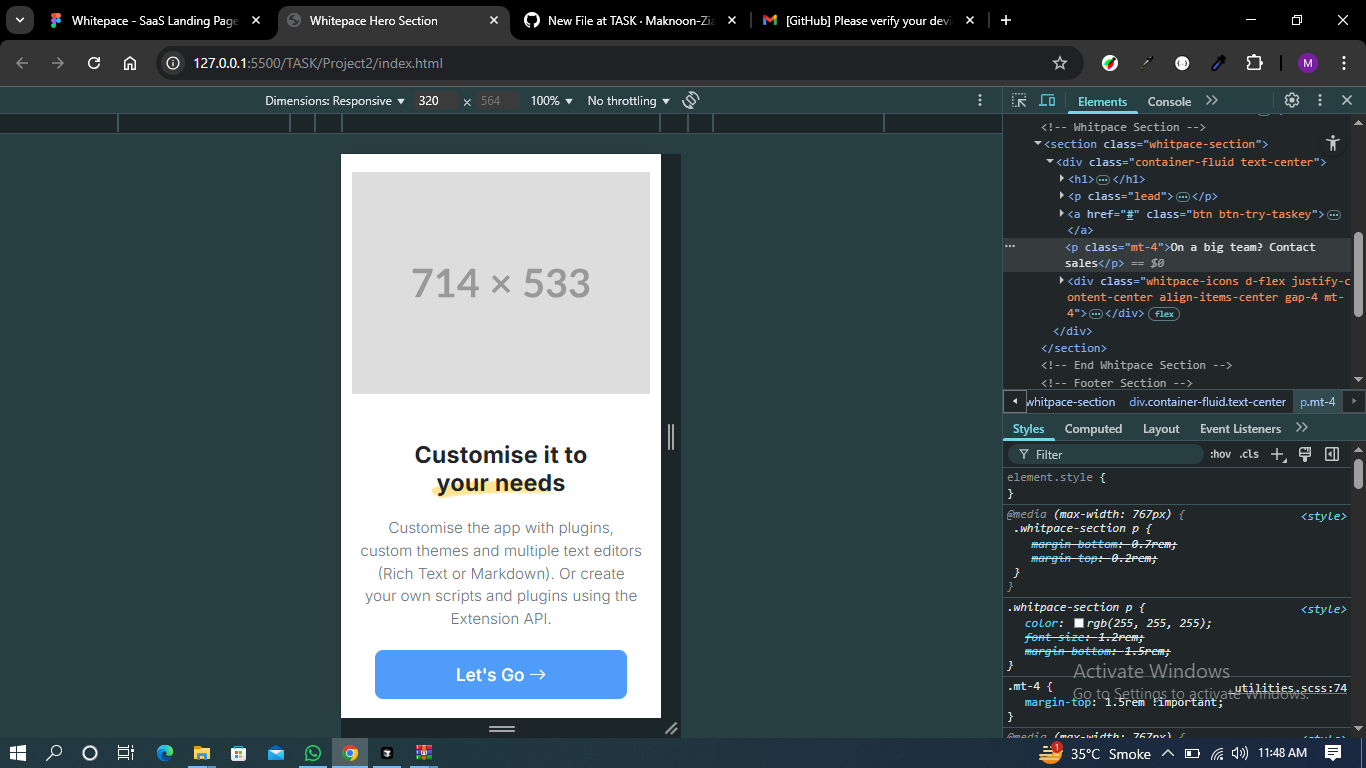 Whitepace - SaaS Landing Page
Whitepace Hero Section
New File at TASK · Maknoon-Zia
[GitHub] Please verify your devi
127.0.0.1:5500/TASK/Project2/index.html
M
Dimensions: Responsive
320
×
564
100%
No throttling
Elements
Console
<!-- Whitpace Section -->
<section class="whitpace-section">
<div class="container-fluid text-center">
<h1>…</h1>
<p class="lead">…</p>
<a href="#" class="btn btn-try-taskey">…
</a>
<p class="mt-4">On a big team? Contact
sales</p> == $0
<div class="whitpace-icons d-flex justify-c
ontent-center align-items-center gap-4 mt-
4">…</div> flex
</div>
</section>
<!-- End Whitpace Section -->
<!-- Footer Section -->
whitpace-section
div.container-fluid.text-center
p.mt-4
Styles
Computed
Layout
Event Listeners
Filter
:hov
.cls
element.style {
}
@media (max-width: 767px) {
<style>
.whitpace-section p {
margin-bottom: 0.7rem;
margin-top: 0.2rem;
}
}
.whitpace-section p {
<style>
color: rgb(255, 255, 255);
font-size: 1.2rem;
margin-bottom: 1.5rem;
}
.mt-4 {
_utilities.scss:74
margin-top: 1.5rem !important;
}
@media (max-width: 767px) {
<style>
Activate Windows
Go to Settings to activate Windows.
714 × 533
Customise it to
your needs
Customise the app with plugins,
custom themes and multiple text editors
(Rich Text or Markdown). Or create
your own scripts and plugins using the
Extension API.
Let's Go →
1
35°C Smoke
11:48 AM